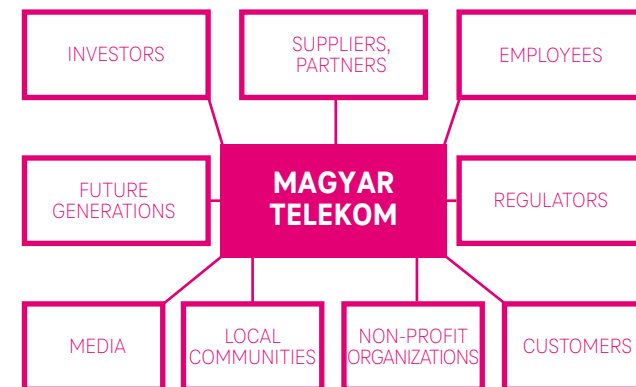 INVESTORS
SUPPLIERS,
PARTNERS
EMPLOYEES
FUTURE
GENERATIONS
MAGYAR
TELEKOM
REGULATORS
MEDIA
LOCAL
COMMUNITIES
NON-PROFIT
ORGANIZATIONS
CUSTOMERS